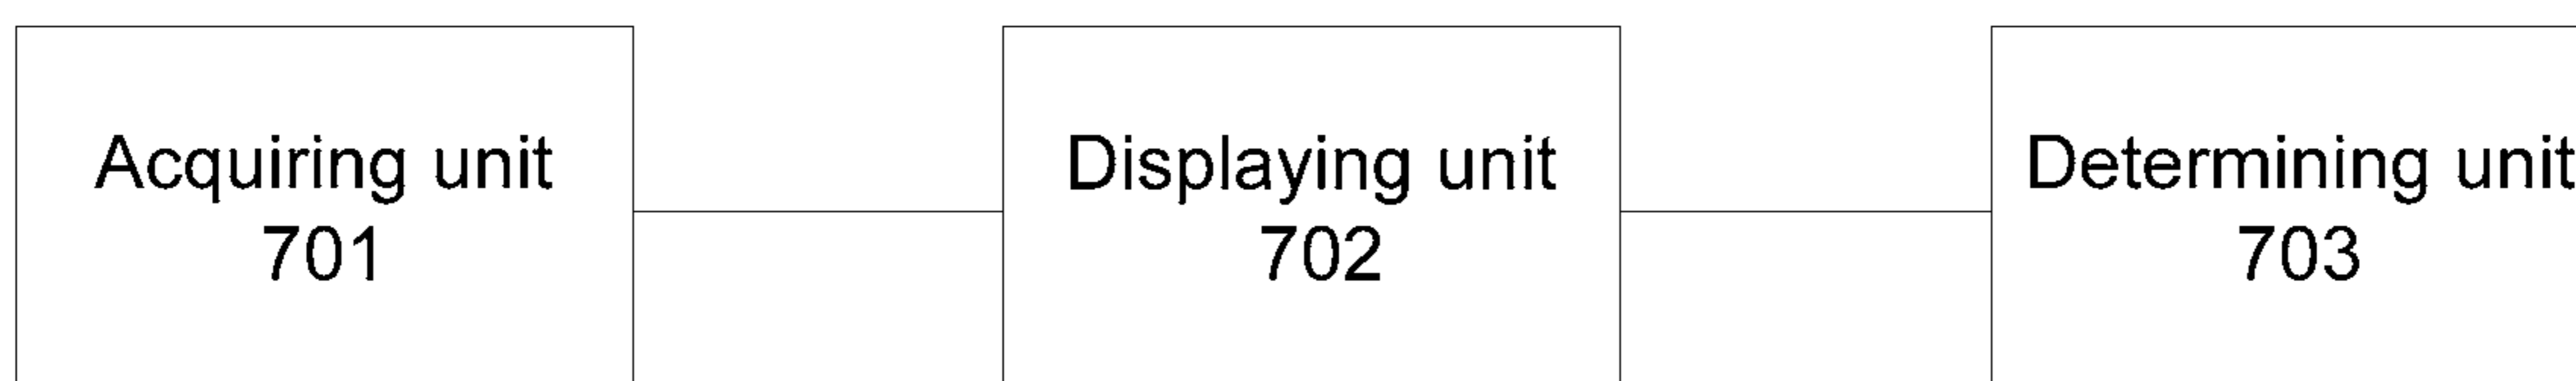 Acquiring unit
701
Displaying unit
702
Determining unit
703